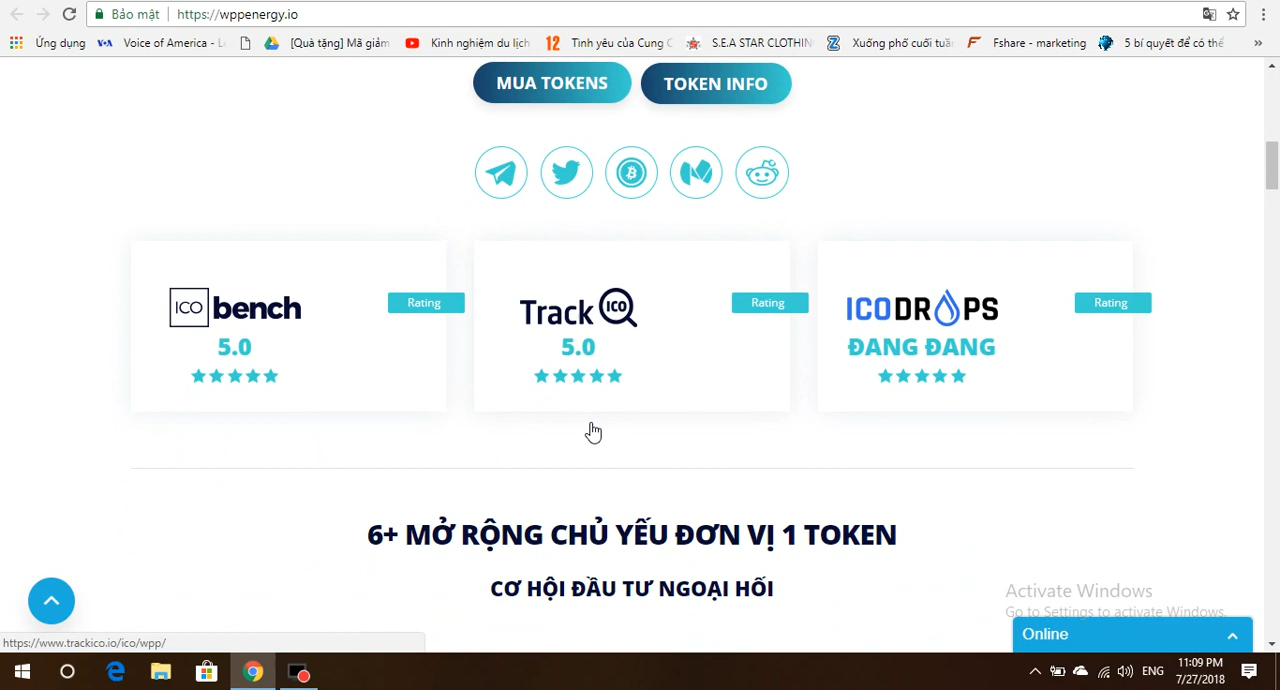 Bảo mật https://wppenergy.io
Ứng dụng VOA Voice of America - L [Quà tặng] Mã giảm Kinh nghiệm du lịch 12 Tình yêu của Cung S.E.A STAR CLOTHIN Z Xuống phố cuối tuần Fshare - marketing 5 bí quyết để có thể »
MUA TOKENS TOKEN INFO
ICO bench Rating
5.0
Track ICO Rating
5.0
ICODROPS Rating
ĐANG ĐANG
6+ MỞ RỘNG CHỦ YẾU ĐƠN VỊ 1 TOKEN
CƠ HỘI ĐẦU TƯ NGOẠI HỐI
Activate Windows
Go to Settings to activate Windows.
Online
https://www.trackico.io/ico/wpp/
ENG 11:09 PM
7/27/2018